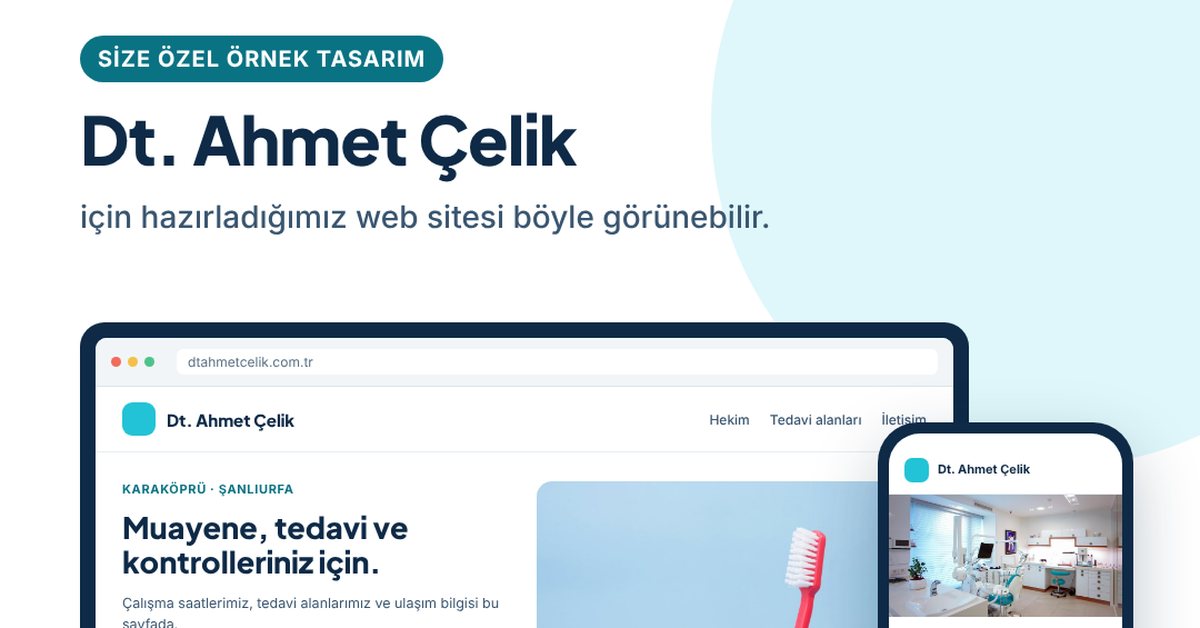 SİZE ÖZEL ÖRNEK TASARIM
Dt. Ahmet Çelik
için hazırladığımız web sitesi böyle görünebilir.
dtahmetcelik.com.tr
Dt. Ahmet Çelik
Hekim
Tedavi alanları
İletişim
Dt. Ahmet Çelik
KARAKÖPRÜ · ŞANLIURFA
Muayene, tedavi ve
kontrolleriniz için.
Çalışma saatlerimiz, tedavi alanlarımız ve ulaşım bilgisi bu
sayfada.